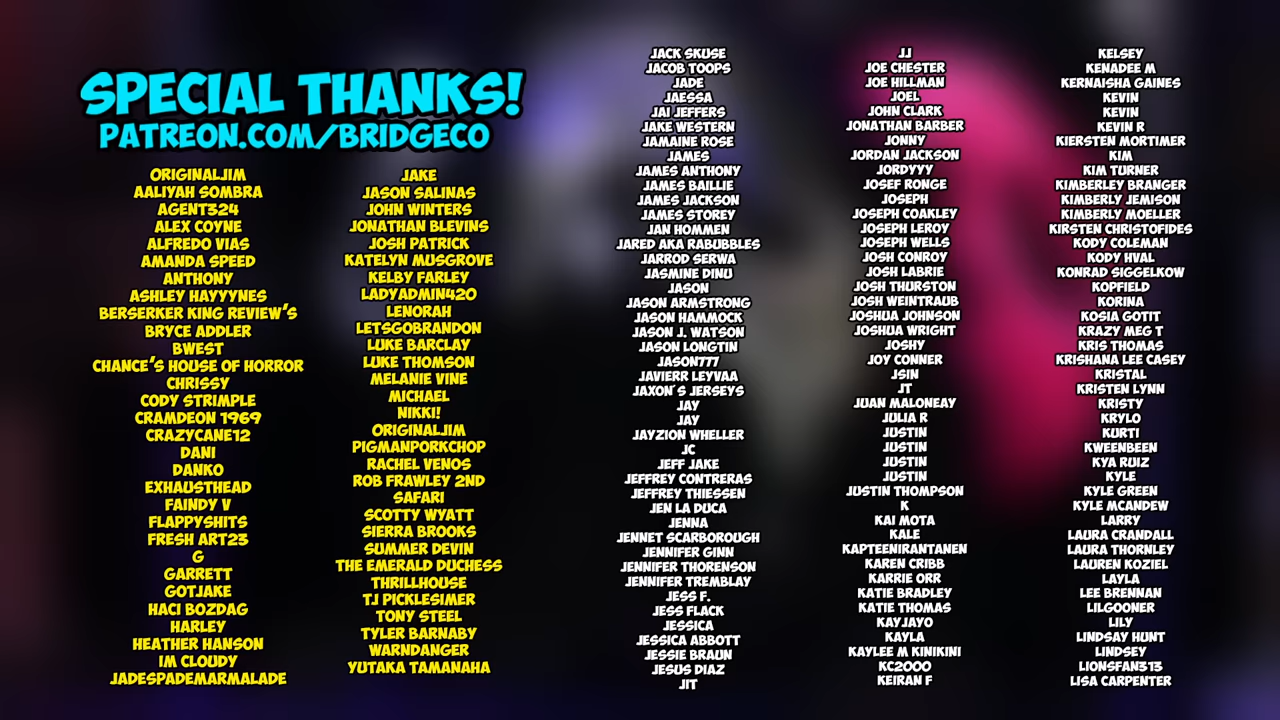 SPECIAL THANKS!
PATREON.COM/BRIDGECO
ORIGINALJIM
AALIYAH SOMBRA
AGENT324
ALEX COYNE
ALFREDO VIAS
AMANDA SPEED
ANTHONY
ASHLEY HAYYYNES
BERSERKER KING REVIEW'S
BRYCE ADDLER
BWEST
CHANCE'S HOUSE OF HORROR
CHRISSY
CODY STRIMPLE
CRAMDEON 1969
CRAZYCANE12
DANI
DANKO
EXHAUSTHEAD
FAINDY V
FLAPPYSHITS
FRESH ART23
G
GARRETT
GOTJAKE
HACI BOZDAG
HARLEY
HEATHER HANSON
IM CLOUDY
JADESPADEMARMALADE
JAKE
JASON SALINAS
JOHN WINTERS
JONATHAN BLEVINS
JOSH PATRICK
KATELYN MUSGROVE
KELBY FARLEY
LADYADMIN420
LENORAH
LETSGOBRANDON
LUKE BARCLAY
LUKE THOMSON
MELANIE VINE
MICHAEL
NIKKI!
ORIGINALJIM
PIGMANPORKCHOP
RACHEL VENOS
ROB FRAWLEY 2ND
SAFARI
SCOTTY WYATT
SIERRA BROOKS
SUMMER DEVIN
THE EMERALD DUCHESS
THRILLHOUSE
TJ PICKLESIMER
TONY STEEL
TYLER BARNABY
WARNDANGER
YUTAKA TAMANAHA
JACK SKUSE
JACOB TOOPS
JADE
JAESSA
JAI JEFFERS
JAKE WESTERN
JAMAINE ROSE
JAMES
JAMES ANTHONY
JAMES BAILLIE
JAMES JACKSON
JAMES STOREY
JAN HOMMEN
JARED AKA RABUBBLES
JARROD SERWA
JASMINE DINU
JASON
JASON ARMSTRONG
JASON HAMMOCK
JASON J. WATSON
JASON LONGTIN
JASON777
JAVIERR LEYVAA
JAXON´S JERSEYS
JAY
JAY
JAYZION WHELLER
JC
JEFF JAKE
JEFFREY CONTRERAS
JEFFREY THIESSEN
JEN LA DUCA
JENNA
JENNET SCARBOROUGH
JENNIFER GINN
JENNIFER THORENSON
JENNIFER TREMBLAY
JESS F.
JESS FLACK
JESSICA
JESSICA ABBOTT
JESSIE BRAUN
JESUS DIAZ
JIT
JJ
JOE CHESTER
JOE HILLMAN
JOEL
JOHN CLARK
JONATHAN BARBER
JONNY
JORDAN JACKSON
JORDYYY
JOSEF RONGE
JOSEPH
JOSEPH COAKLEY
JOSEPH LEROY
JOSEPH WELLS
JOSH CONROY
JOSH LABRIE
JOSH THURSTON
JOSH WEINTRAUB
JOSHUA JOHNSON
JOSHUA WRIGHT
JOSHY
JOY CONNER
JSIN
JT
JUAN MALONEAY
JULIA R
JUSTIN
JUSTIN
JUSTIN
JUSTIN
JUSTIN THOMPSON
K
KAI MOTA
KALE
KAPTEENIRANTANEN
KAREN CRIBB
KARRIE ORR
KATIE BRADLEY
KATIE THOMAS
KAYJAYO
KAYLA
KAYLEE M KINIKINI
KC2000
KEIRAN F
KELSEY
KENADEE M
KERNAISHA GAINES
KEVIN
KEVIN
KEVIN R
KIERSTEN MORTIMER
KIM
KIM TURNER
KIMBERLEY BRANGER
KIMBERLY JEMISON
KIMBERLY MOELLER
KIRSTEN CHRISTOFIDES
KODY COLEMAN
KODY HVAL
KONRAD SIGGELKOW
KOPFIELD
KORINA
KOSIA GOTIT
KRAZY MEG T
KRIS THOMAS
KRISHANA LEE CASEY
KRISTAL
KRISTEN LYNN
KRISTY
KRYLO
KURTI
KWEENBEEN
KYA RUIZ
KYLE
KYLE GREEN
KYLE MCANDEW
LARRY
LAURA CRANDALL
LAURA THORNLEY
LAUREN KOZIEL
LAYLA
LEE BRENNAN
LILGOONER
LILY
LINDSAY HUNT
LINDSEY
LIONSFAN313
LISA CARPENTER